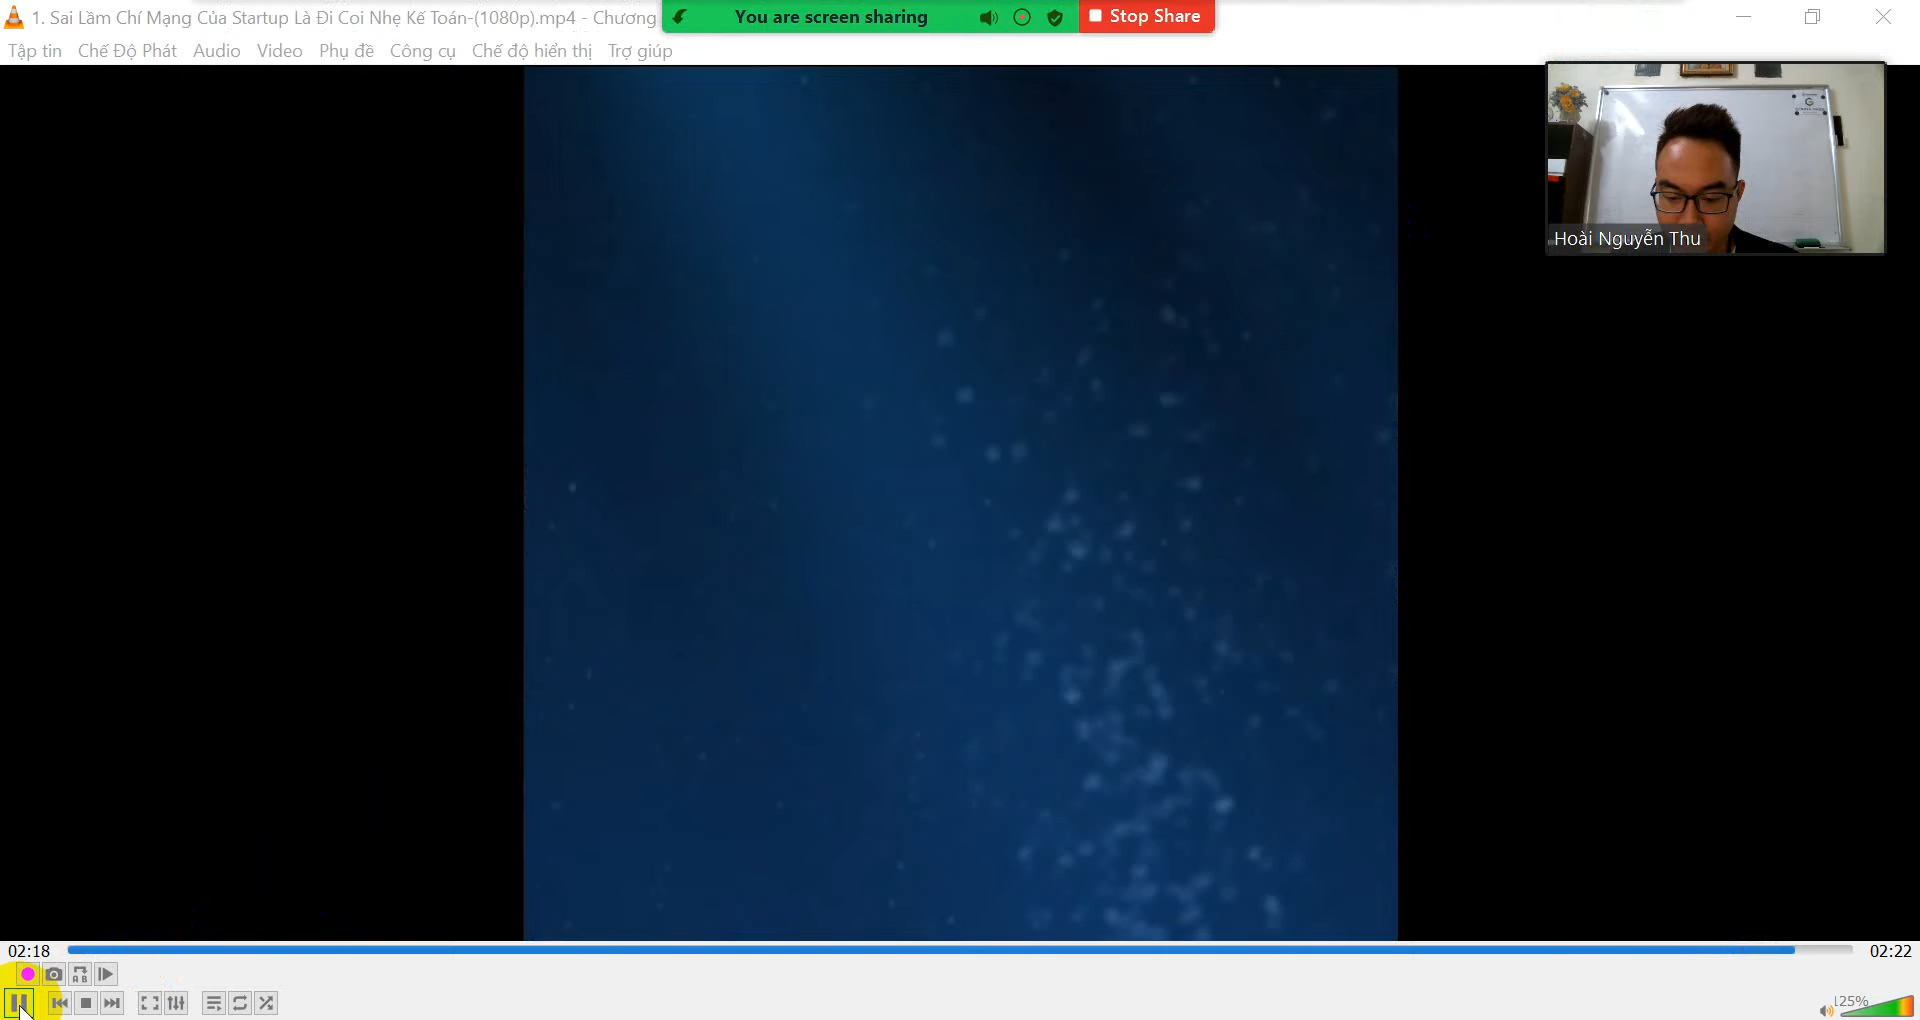 1. Sai Lầm Chí Mạng Của Startup Là Đi Coi Nhẹ Kế Toán-(1080p).mp4 - Chương
You are screen sharing
Stop Share
Tập tin Chế Độ Phát Audio Video Phụ đề Công cụ Chế độ hiển thị Trợ giúp
Hoài Nguyễn Thu
02:18
02:22
125%